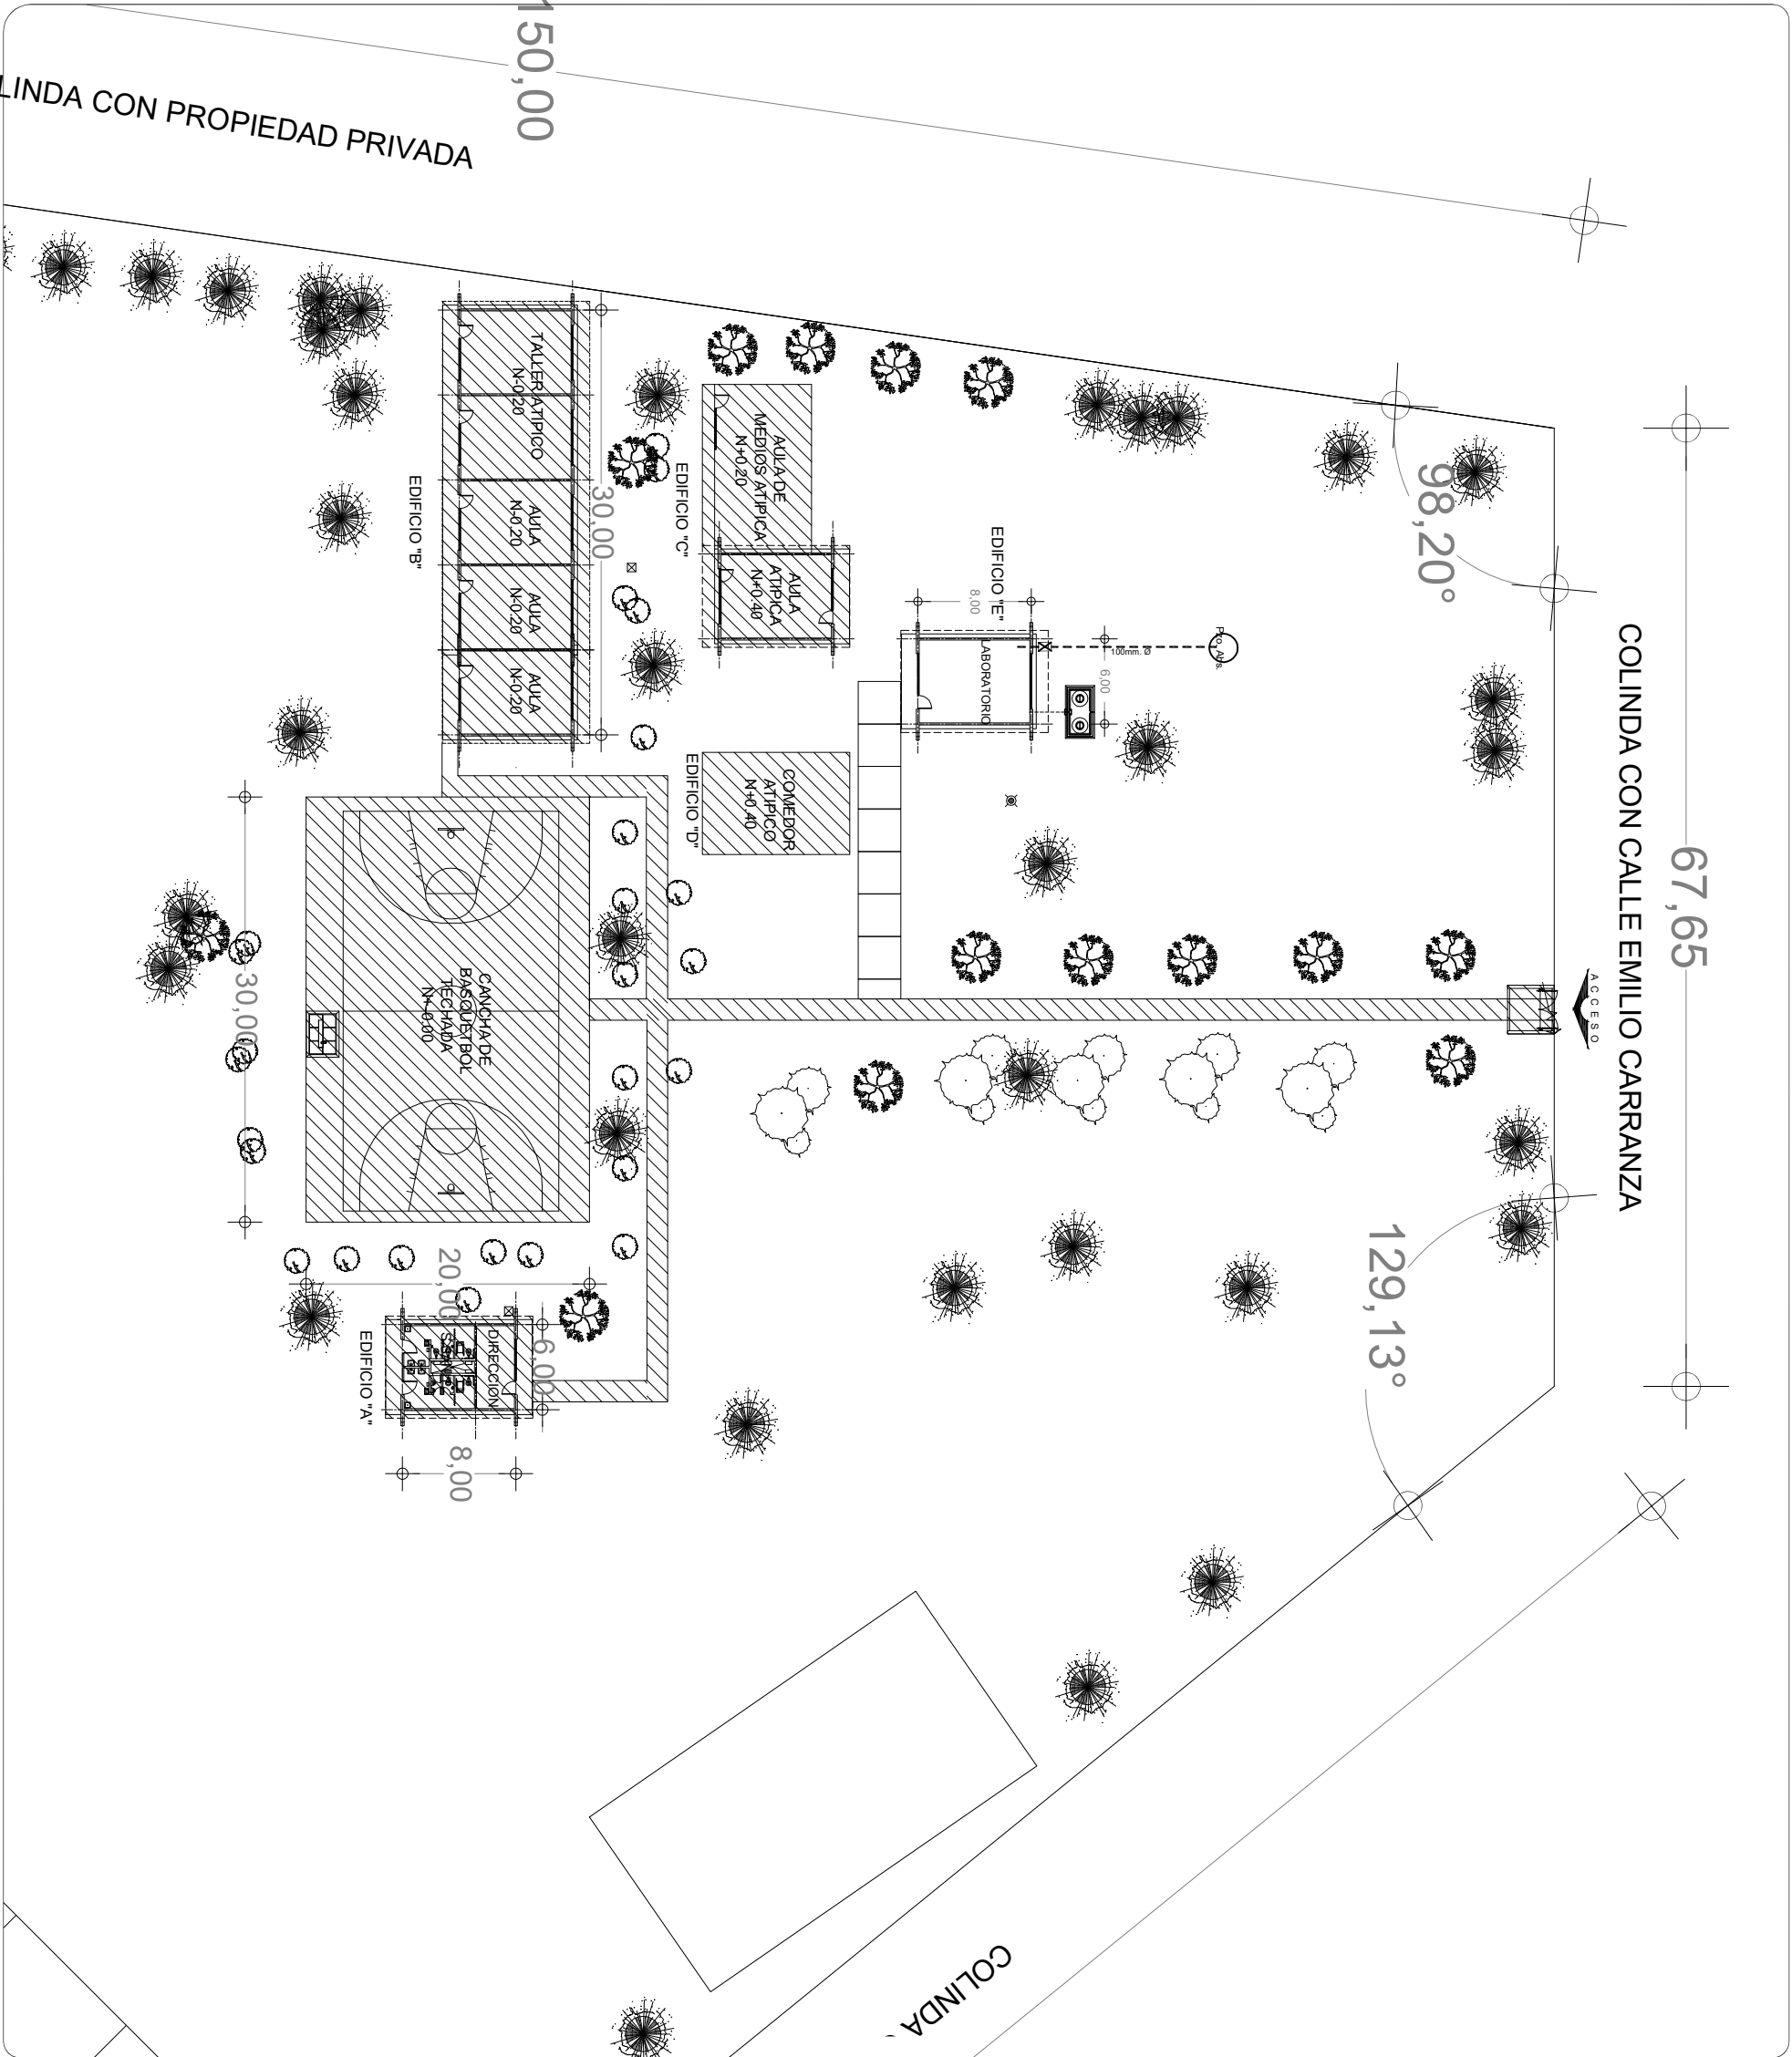 150,00
LINDA CON PROPIEDAD PRIVADA
98,20°
COLINDA CON CALLE EMILIO CARRANZA
67,65
ACCESO
129,13°
TALLER ATIPICO
N-0.20
AULA
N-0.20
AULA
N-0.20
AULA
N-0.20
EDIFICIO "B"
30,00
EDIFICIO "C"
AULA DE
MEDIOS ATIPICA
N+0.20
AULA
ATIPICA
N+0.40
EDIFICIO "E"
8,00
LABORATORIO
6,00
100mm. Ø
Pzo. Abs.
EDIFICIO "D"
COMEDOR
ATIPICO
N+0.40
CANCHA DE
BASQUETBOL
TECHADA
30,00
20,00
DIRECCION
6,00
EDIFICIO "A"
8,00
COLINDA